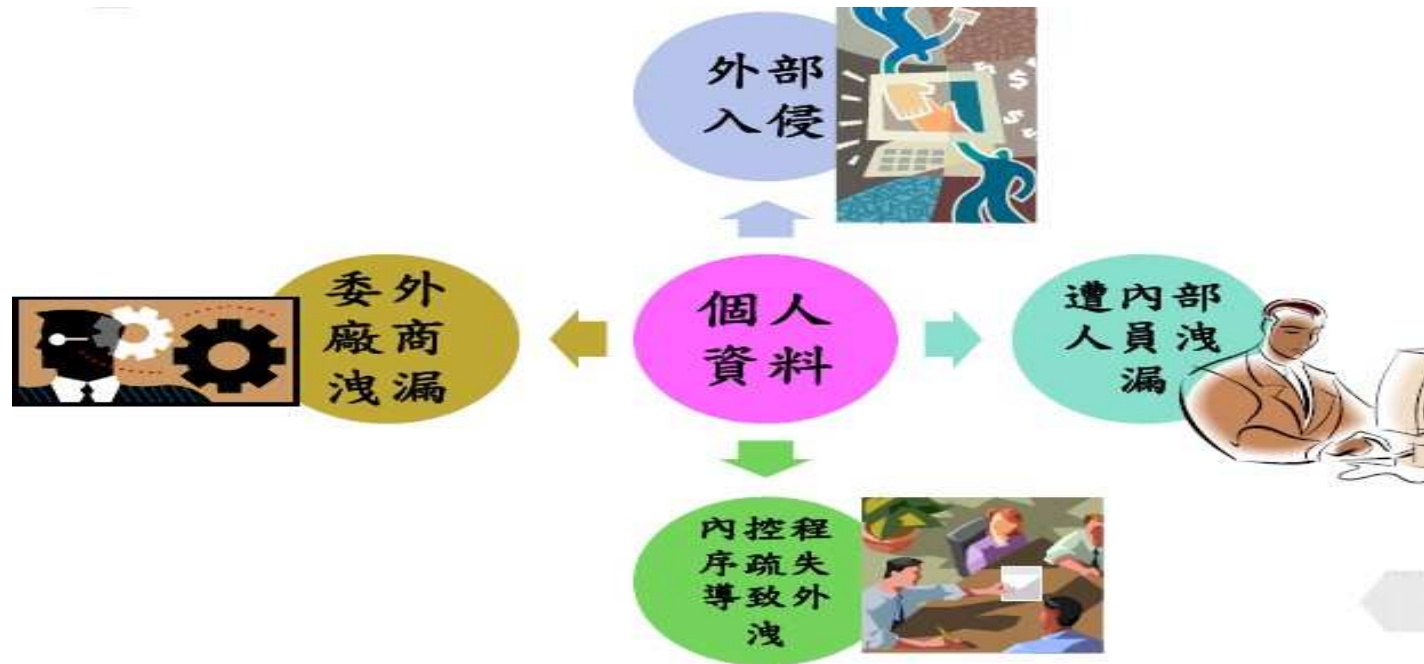 外部
入侵
委外
廠商
洩漏
個人
資料
遭內部
人員洩
漏
內控程
序疏失
導致外
洩